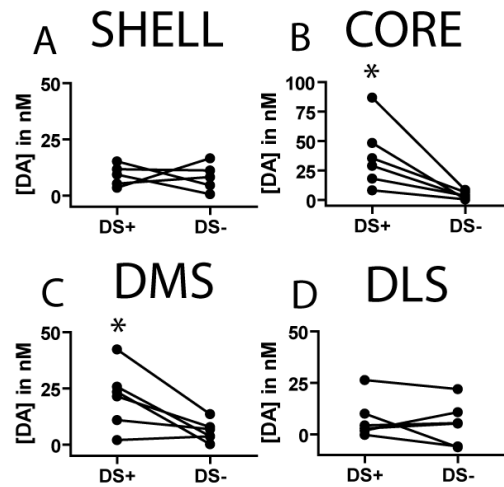 A SHELL
[DA] in nM
50
25
0
DS+ DS-
B CORE
*
[DA] in nM
100
75
50
25
0
DS+ DS-
C DMS
*
[DA] in nM
50
25
0
DS+ DS-
D DLS
[DA] in nM
50
25
0
DS+ DS-